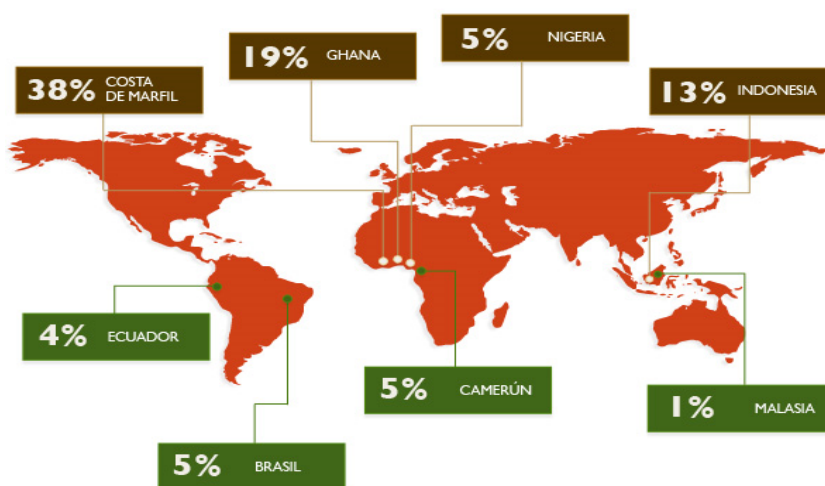 5% NIGERIA
19% GHANA
38% COSTA
DE MARFIL
13% INDONESIA
4% ECUADOR
5% CAMERÚN
1% MALASIA
5% BRASIL